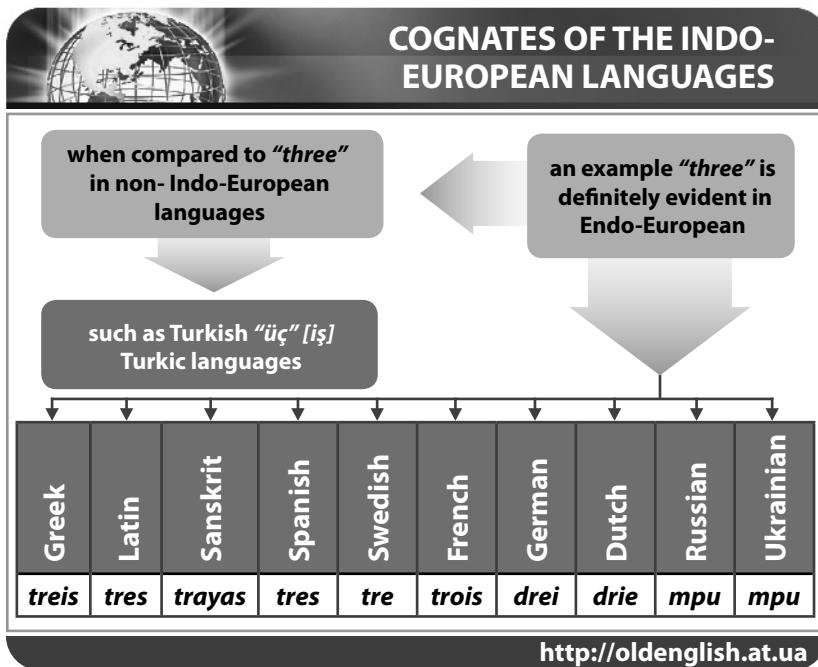 COGNATES OF THE INDO-
EUROPEAN LANGUAGES
when compared to “three”
in non- Indo-European
languages
an example “three” is
definitely evident in
Endo-European
such as Turkish “üç” [iş]
Turkic languages
Greek
Latin
Sanskrit
Spanish
Swedish
French
German
Dutch
Russian
Ukrainian
treis tres trayas tres tre trois drei drie три три
http://oldenglish.at.ua